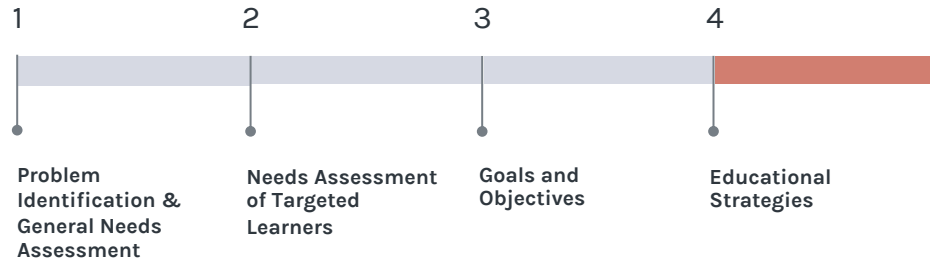 1
2
3
4
Problem
Identification &
General Needs
Assessment
Needs Assessment
of Targeted
Learners
Goals and
Objectives
Educational
Strategies